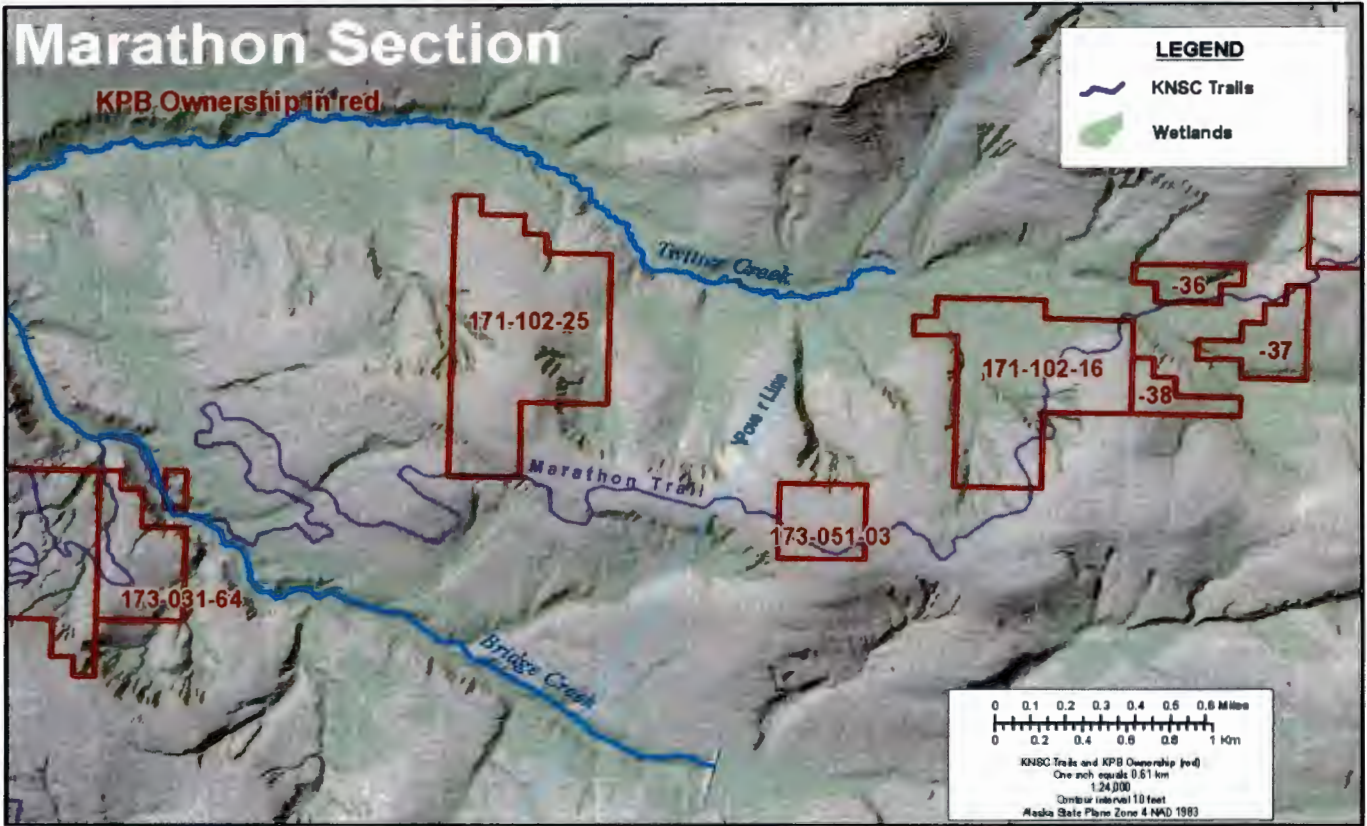 Marathon Section
KPB Ownership in red
LEGEND
KNSC Trails
Wetlands
Twitter Creek
-36
171-102-25
-37
171-102-16
-38
Power Line
Marathon Trail
173-051-03
173-031-64
Bridge Creek
0 0.1 0.2 0.3 0.4 0.5 0.6 Miles
0 0.2 0.4 0.6 0.8 1 Km
KNSC Trails and KPB Ownership (red)
One inch equals 0.61 km
1:24,000
Contour interval 10 feet
Alaska State Plane Zone 4 NAD 1983